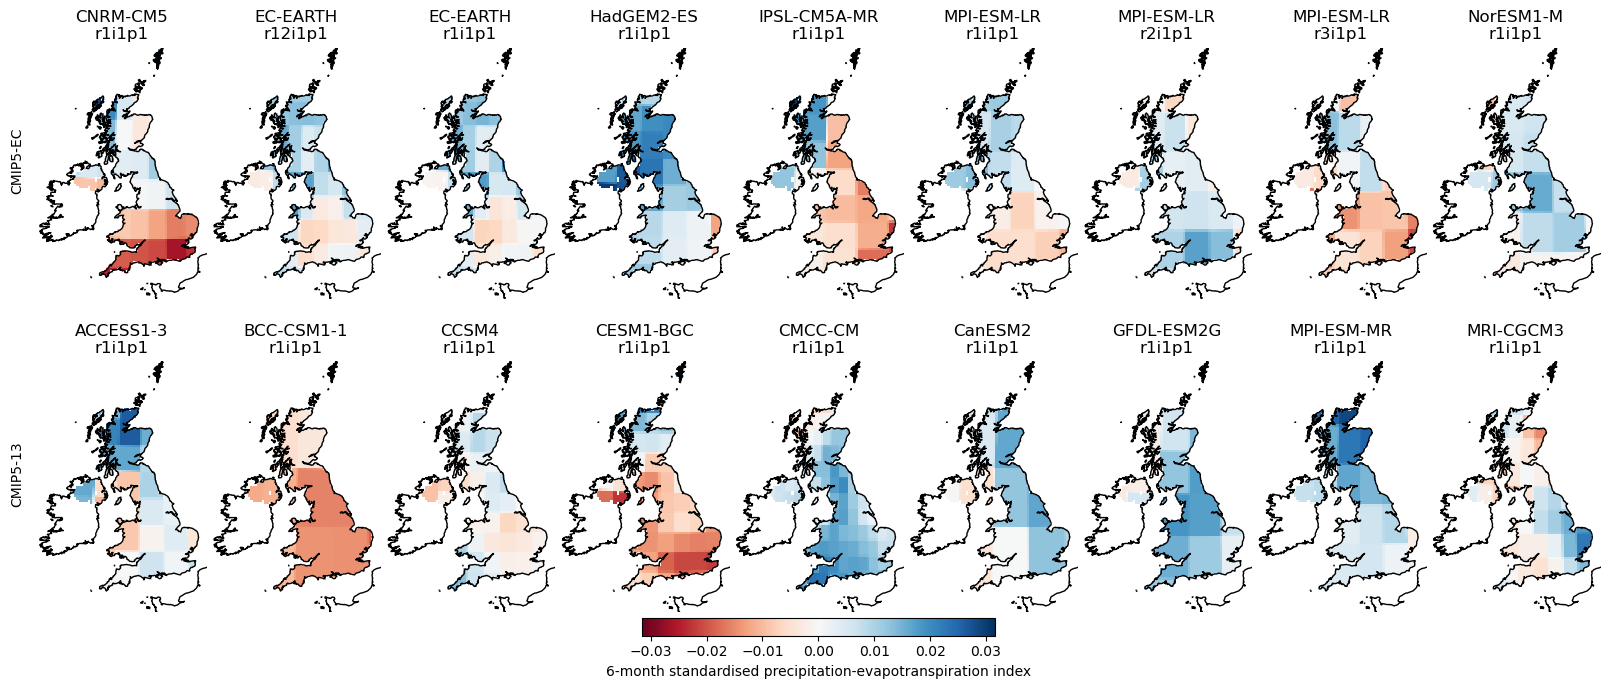 CNRM-CM5
r1i1p1
EC-EARTH
r12i1p1
EC-EARTH
r1i1p1
HadGEM2-ES
r1i1p1
IPSL-CM5A-MR
r1i1p1
MPI-ESM-LR
r1i1p1
MPI-ESM-LR
r2i1p1
MPI-ESM-LR
r3i1p1
NorESM1-M
r1i1p1
CMIP5-EC
ACCESS1-3
r1i1p1
BCC-CSM1-1
r1i1p1
CCSM4
r1i1p1
CESM1-BGC
r1i1p1
CMCC-CM
r1i1p1
CanESM2
r1i1p1
GFDL-ESM2G
r1i1p1
MPI-ESM-MR
r1i1p1
MRI-CGCM3
r1i1p1
CMIP5-13
−0.03 −0.02 −0.01 0.00 0.01 0.02 0.03
6-month standardised precipitation-evapotranspiration index